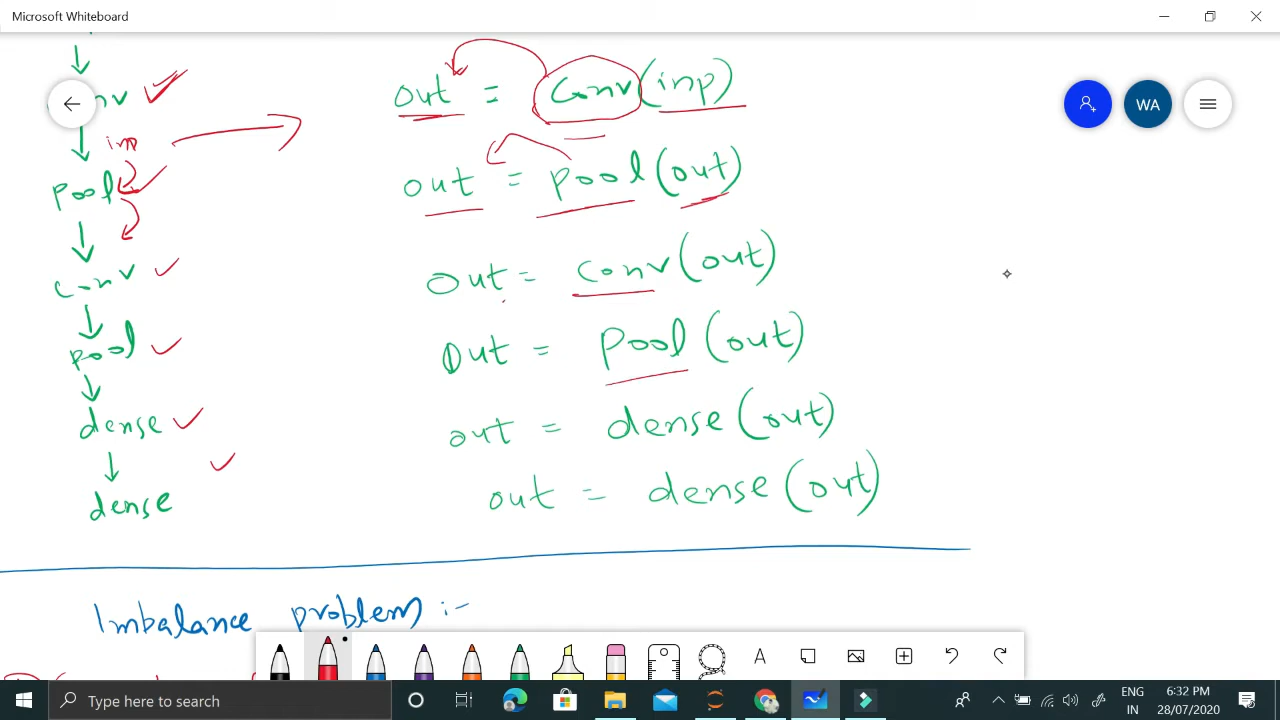 Microsoft Whiteboard
out = Conv(inp)
WA
inp
pool
out = pool(out)
conv
out = conv(out)
pool
out = pool(out)
dense
out = dense(out)
dense
out = dense(out)
Imbalance problem :-
A
Type here to search
ENG
IN
6:32 PM
28/07/2020